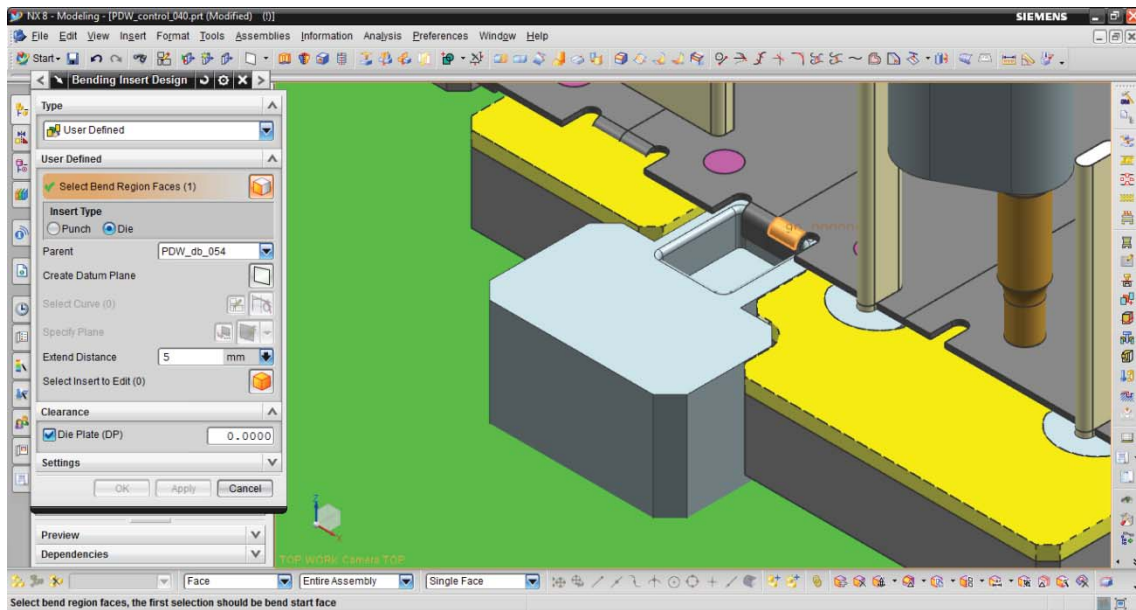 NX 8 - Modeling - [PDW_control_040.prt (Modified) (!)]
SIEMENS
File Edit View Insert Format Tools Assemblies Information Analysis Preferences Window Help
Start
Bending Insert Design
Type
User Defined
User Defined
Select Bend Region Faces (1)
Insert Type
Punch Die
Parent PDW_db_054
Create Datum Plane
Select Curve (0)
Specify Plane
Extend Distance 5 mm
Select Insert to Edit (0)
Clearance
Die Plate (DP) 0.0000
Settings
OK Apply Cancel
Preview
Dependencies
TOP WORK Camera TOP
Face Entire Assembly Single Face
Select bend region faces, the first selection should be bend start face